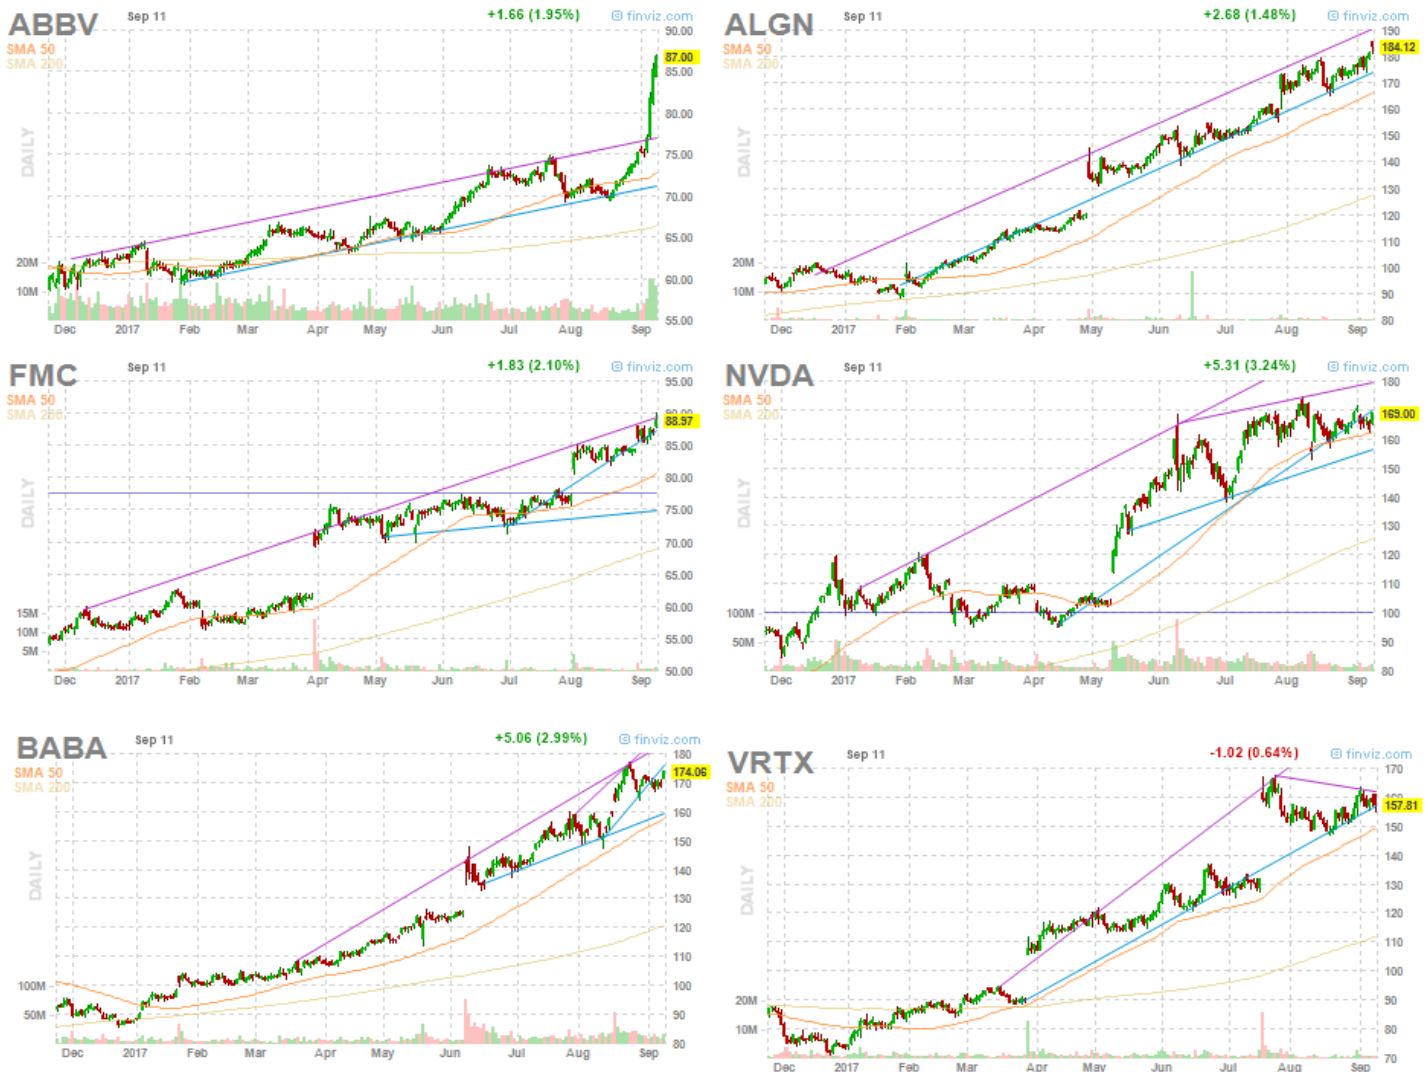 ABBV
Sep 11
+1.66 (1.95%)
finviz.com
SMA 50
SMA 200
DAILY
90.00
87.00
85.00
80.00
75.00
70.00
65.00
60.00
55.00
20M
10M
Dec 2017 Feb Mar Apr May Jun Jul Aug Sep
ALGN
Sep 11
+2.68 (1.48%)
finviz.com
SMA 50
SMA 200
DAILY
190
184.12
180
170
160
150
140
130
120
110
100
90
80
20M
10M
Dec 2017 Feb Mar Apr May Jun Jul Aug Sep
FMC
Sep 11
+1.83 (2.10%)
finviz.com
SMA 50
SMA 200
DAILY
95.00
88.97
85.00
80.00
75.00
70.00
65.00
60.00
55.00
50.00
15M
10M
5M
Dec 2017 Feb Mar Apr May Jun Jul Aug Sep
NVDA
Sep 11
+5.31 (3.24%)
finviz.com
SMA 50
SMA 200
DAILY
180
169.00
160
150
140
130
120
110
100
90
80
100M
50M
Dec 2017 Feb Mar Apr May Jun Jul Aug Sep
BABA
Sep 11
+5.06 (2.99%)
finviz.com
SMA 50
SMA 200
DAILY
180
174.06
170
160
150
140
130
120
110
100
90
80
100M
50M
Dec 2017 Feb Mar Apr May Jun Jul Aug Sep
VRTX
Sep 11
-1.02 (0.64%)
finviz.com
SMA 50
SMA 200
DAILY
170
157.81
150
140
130
120
110
100
90
80
70
20M
10M
Dec 2017 Feb Mar Apr May Jun Jul Aug Sep